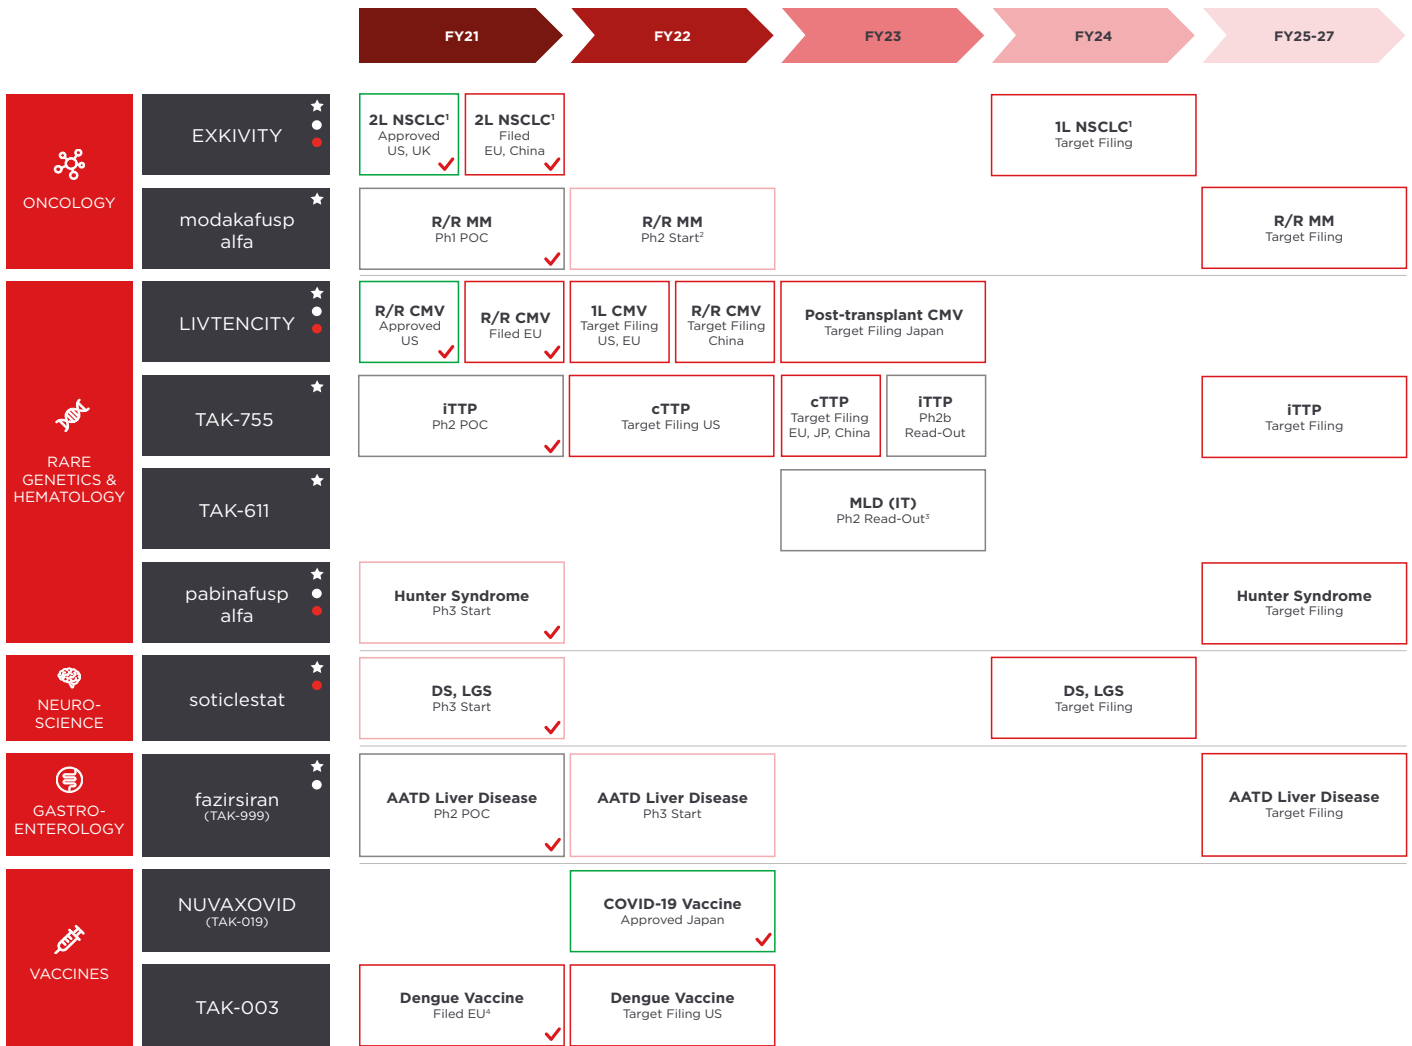 FY21
FY22
FY23
FY24
FY25-27
ONCOLOGY
EXKIVITY
2L NSCLC¹
Approved
US, UK
2L NSCLC¹
Filed
EU, China
1L NSCLC¹
Target Filing
modakafusp
alfa
R/R MM
Ph1 POC
R/R MM
Ph2 Start²
R/R MM
Target Filing
RARE
GENETICS &
HEMATOLOGY
LIVTENCITY
R/R CMV
Approved
US
R/R CMV
Filed EU
1L CMV
Target Filing
US, EU
R/R CMV
Target Filing
China
Post-transplant CMV
Target Filing Japan
TAK-755
iTTP
Ph2 POC
cTTP
Target Filing US
cTTP
Target Filing
EU, JP, China
iTTP
Ph2b
Read-Out
iTTP
Target Filing
TAK-611
MLD (IT)
Ph2 Read-Out³
pabinafusp
alfa
Hunter Syndrome
Ph3 Start
Hunter Syndrome
Target Filing
NEURO-
SCIENCE
soticlestat
DS, LGS
Ph3 Start
DS, LGS
Target Filing
GASTRO-
ENTEROLOGY
fazirsiran
(TAK-999)
AATD Liver Disease
Ph2 POC
AATD Liver Disease
Ph3 Start
AATD Liver Disease
Target Filing
VACCINES
NUVAXOVID
(TAK-019)
COVID-19 Vaccine
Approved Japan
TAK-003
Dengue Vaccine
Filed EU⁴
Dengue Vaccine
Target Filing US